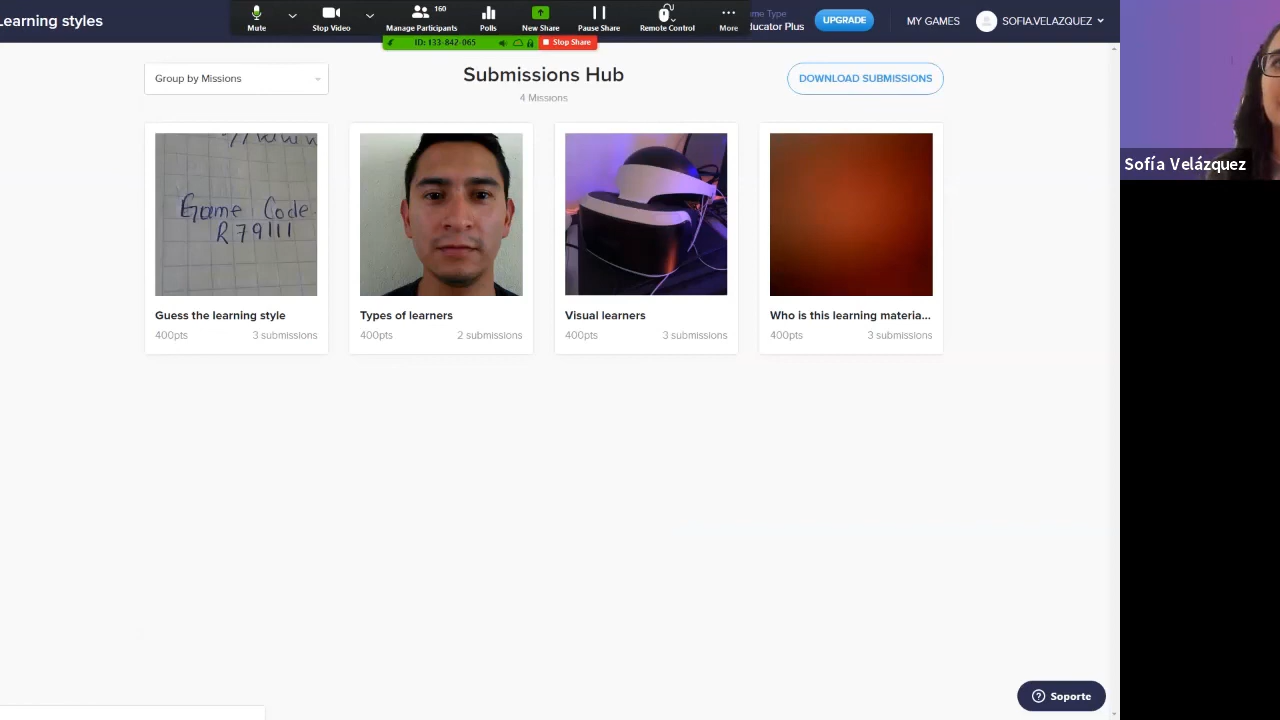 Learning styles
Mute
Stop Video
160
Manage Participants
Polls
New Share
Pause Share
Remote Control
More
ID: 133-842-065
Stop Share
me Type
ducator Plus
UPGRADE
MY GAMES
SOFIA.VELAZQUEZ
Group by Missions
Submissions Hub
4 Missions
DOWNLOAD SUBMISSIONS
Game Code
R79111
Guess the learning style
400pts
3 submissions
Types of learners
400pts
2 submissions
Visual learners
400pts
3 submissions
Who is this learning materia...
400pts
3 submissions
Sofía Velázquez
Soporte